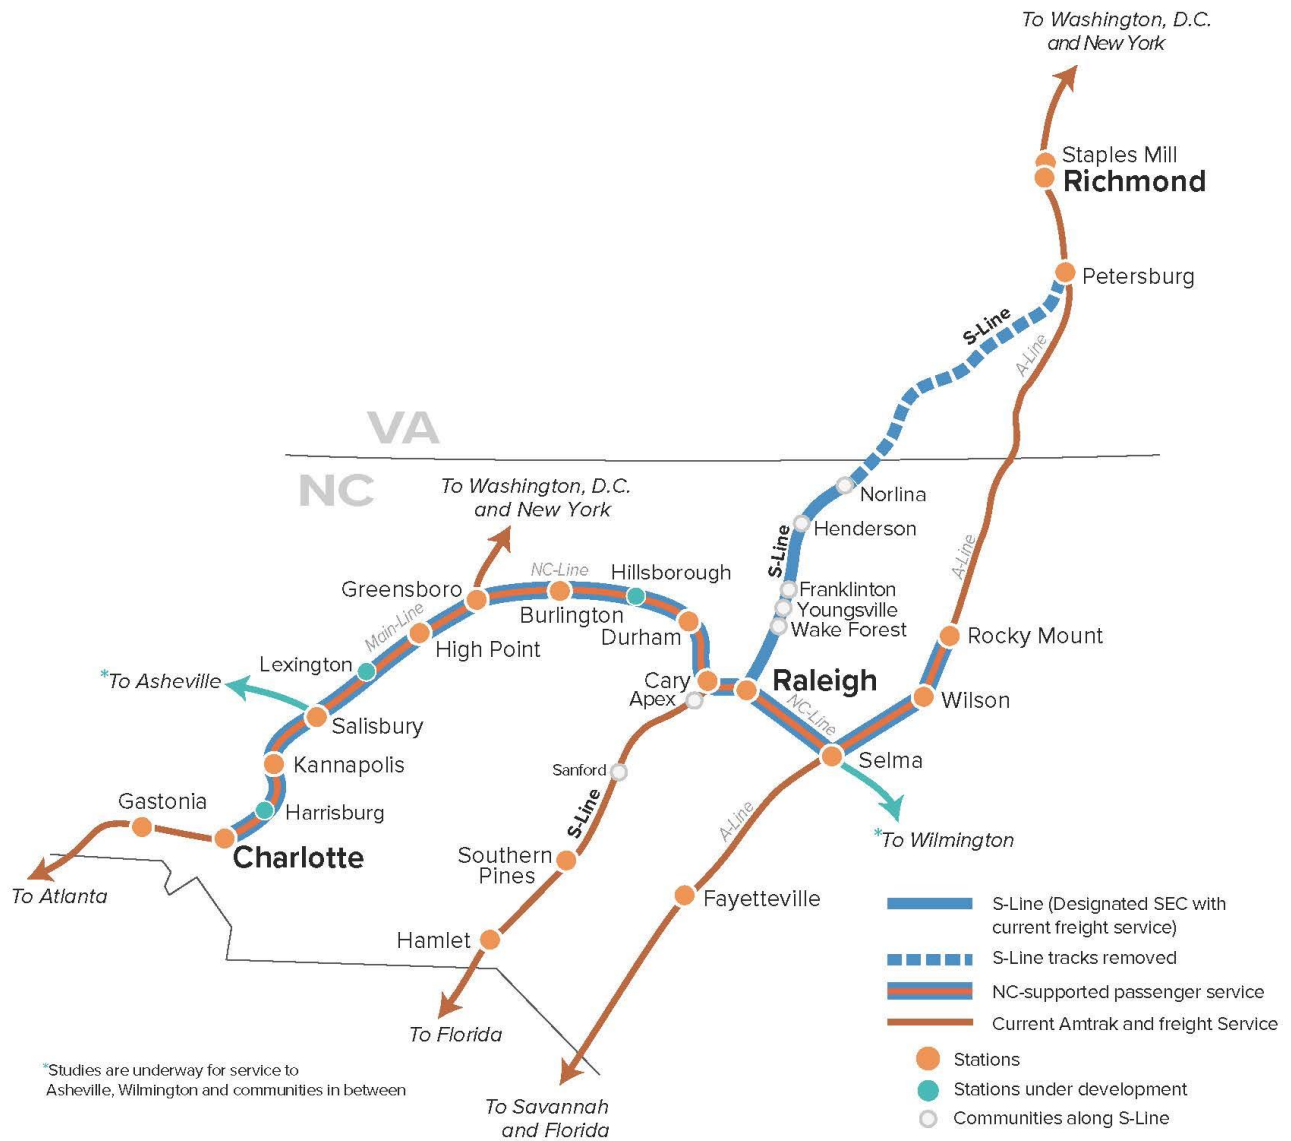 To Washington, D.C.
and New York
Staples Mill
Richmond
Petersburg
S-Line
A-Line
VA
NC
To Washington, D.C.
and New York
Norlina
Henderson
S-Line
A-Line
NC-Line
Hillsborough
Greensboro
Burlington
Franklinton
Youngsville
Wake Forest
Durham
Main-Line
High Point
Rocky Mount
Lexington
*To Asheville
Cary
Raleigh
Apex
Wilson
NC-Line
Salisbury
Selma
Kannapolis
Sanford
Gastonia
Harrisburg
S-Line
A-Line
*To Wilmington
Charlotte
Southern
Pines
To Atlanta
Fayetteville
Hamlet
To Florida
To Savannah
and Florida
S-Line (Designated SEC with
current freight service)
S-Line tracks removed
NC-supported passenger service
Current Amtrak and freight Service
Stations
Stations under development
Communities along S-Line
*Studies are underway for service to
Asheville, Wilmington and communities in between